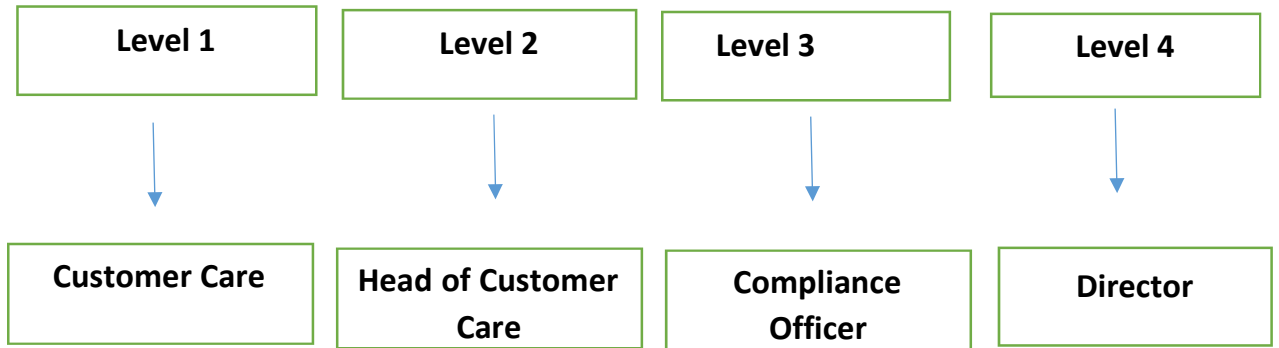 Level 1
Level 2
Level 3
Level 4
Customer Care
Head of Customer
Care
Compliance
Officer
Director